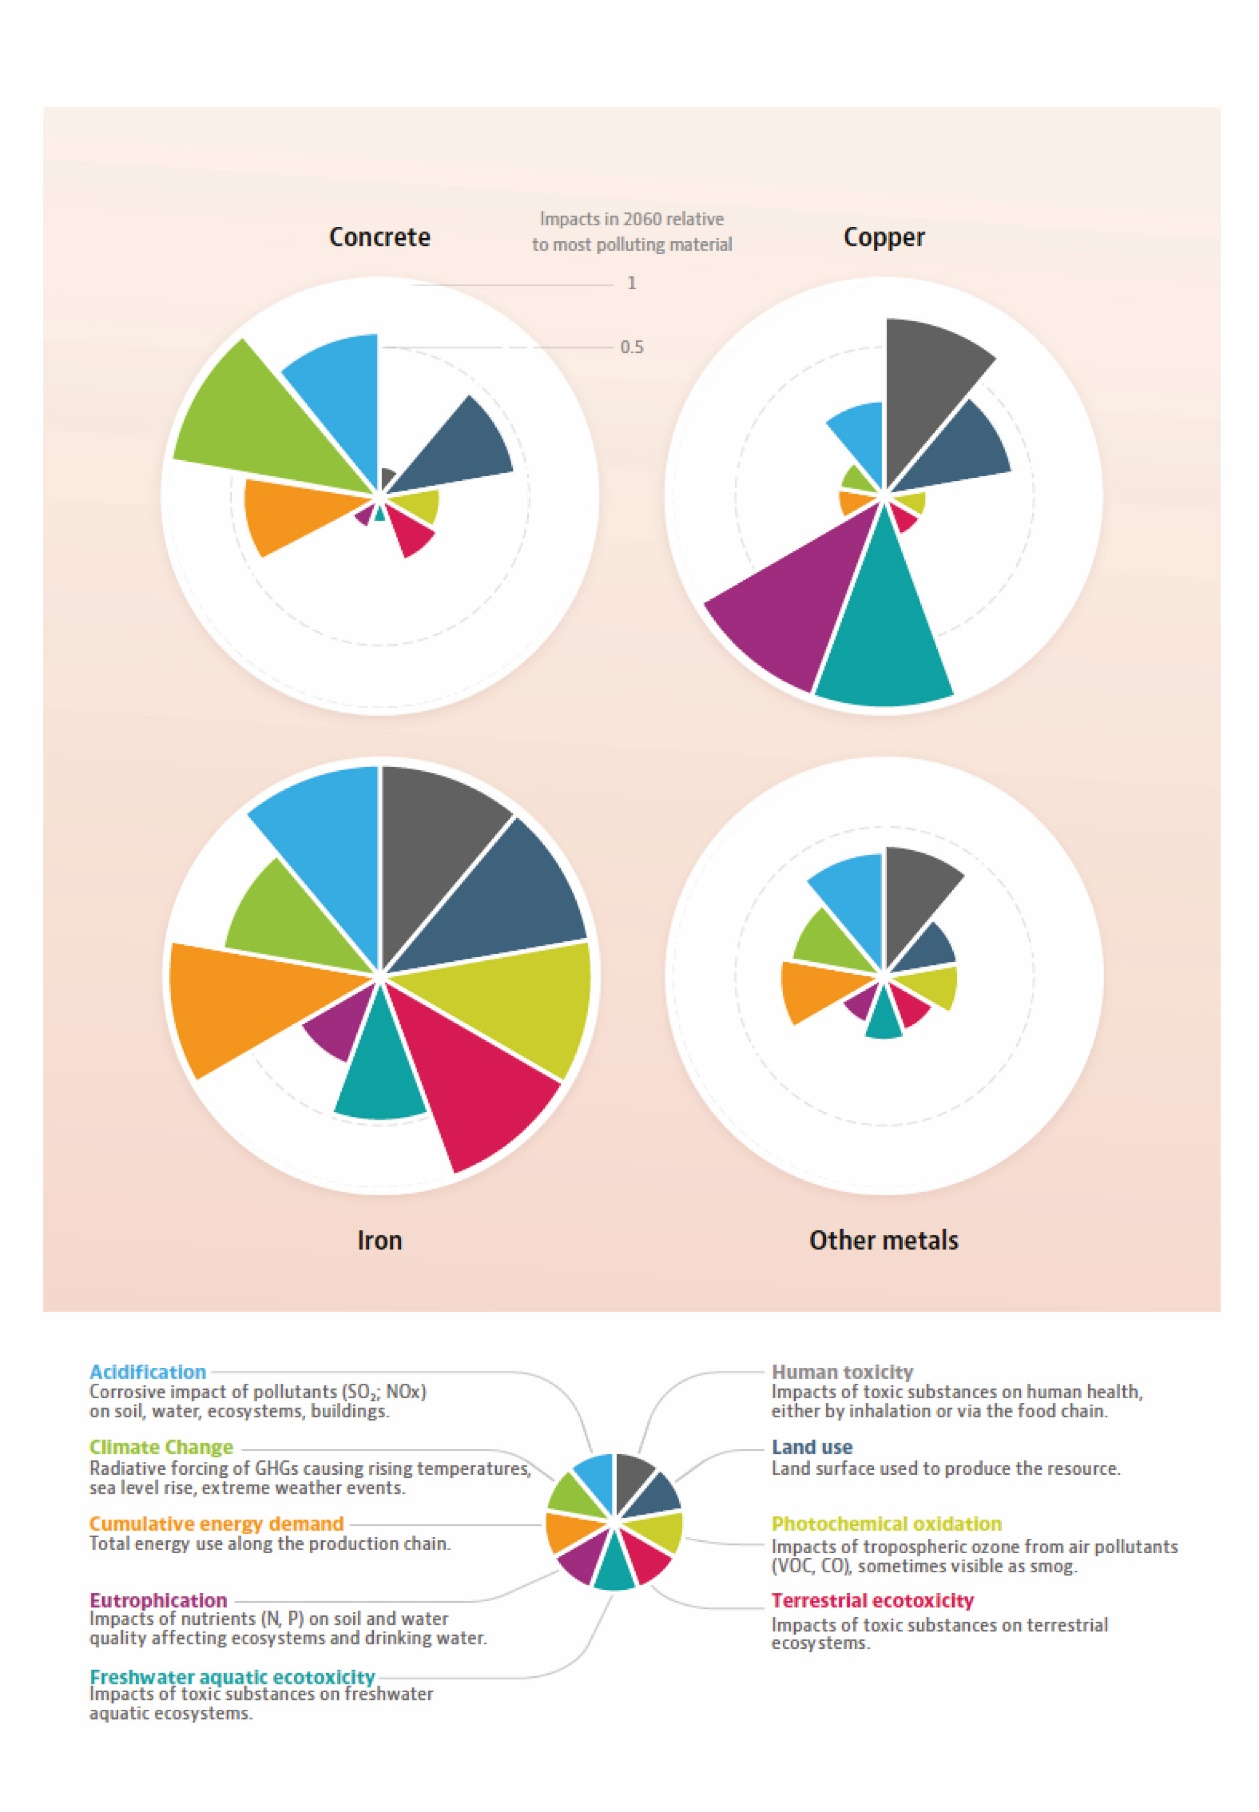 Impacts in 2060 relative
to most polluting material
Concrete
Copper
1
0.5
Iron
Other metals
Acidification
Corrosive impact of pollutants (SO₂; NOx)
on soil, water, ecosystems, buildings.
Climate Change
Radiative forcing of GHGs causing rising temperatures,
sea level rise, extreme weather events.
Cumulative energy demand
Total energy use along the production chain.
Eutrophication
Impacts of nutrients (N, P) on soil and water
quality affecting ecosystems and drinking water.
Freshwater aquatic ecotoxicity
Impacts of toxic substances on freshwater
aquatic ecosystems.
Human toxicity
Impacts of toxic substances on human health,
either by inhalation or via the food chain.
Land use
Land surface used to produce the resource.
Photochemical oxidation
Impacts of tropospheric ozone from air pollutants
(VOC, CO), sometimes visible as smog.
Terrestrial ecotoxicity
Impacts of toxic substances on terrestrial
ecosystems.